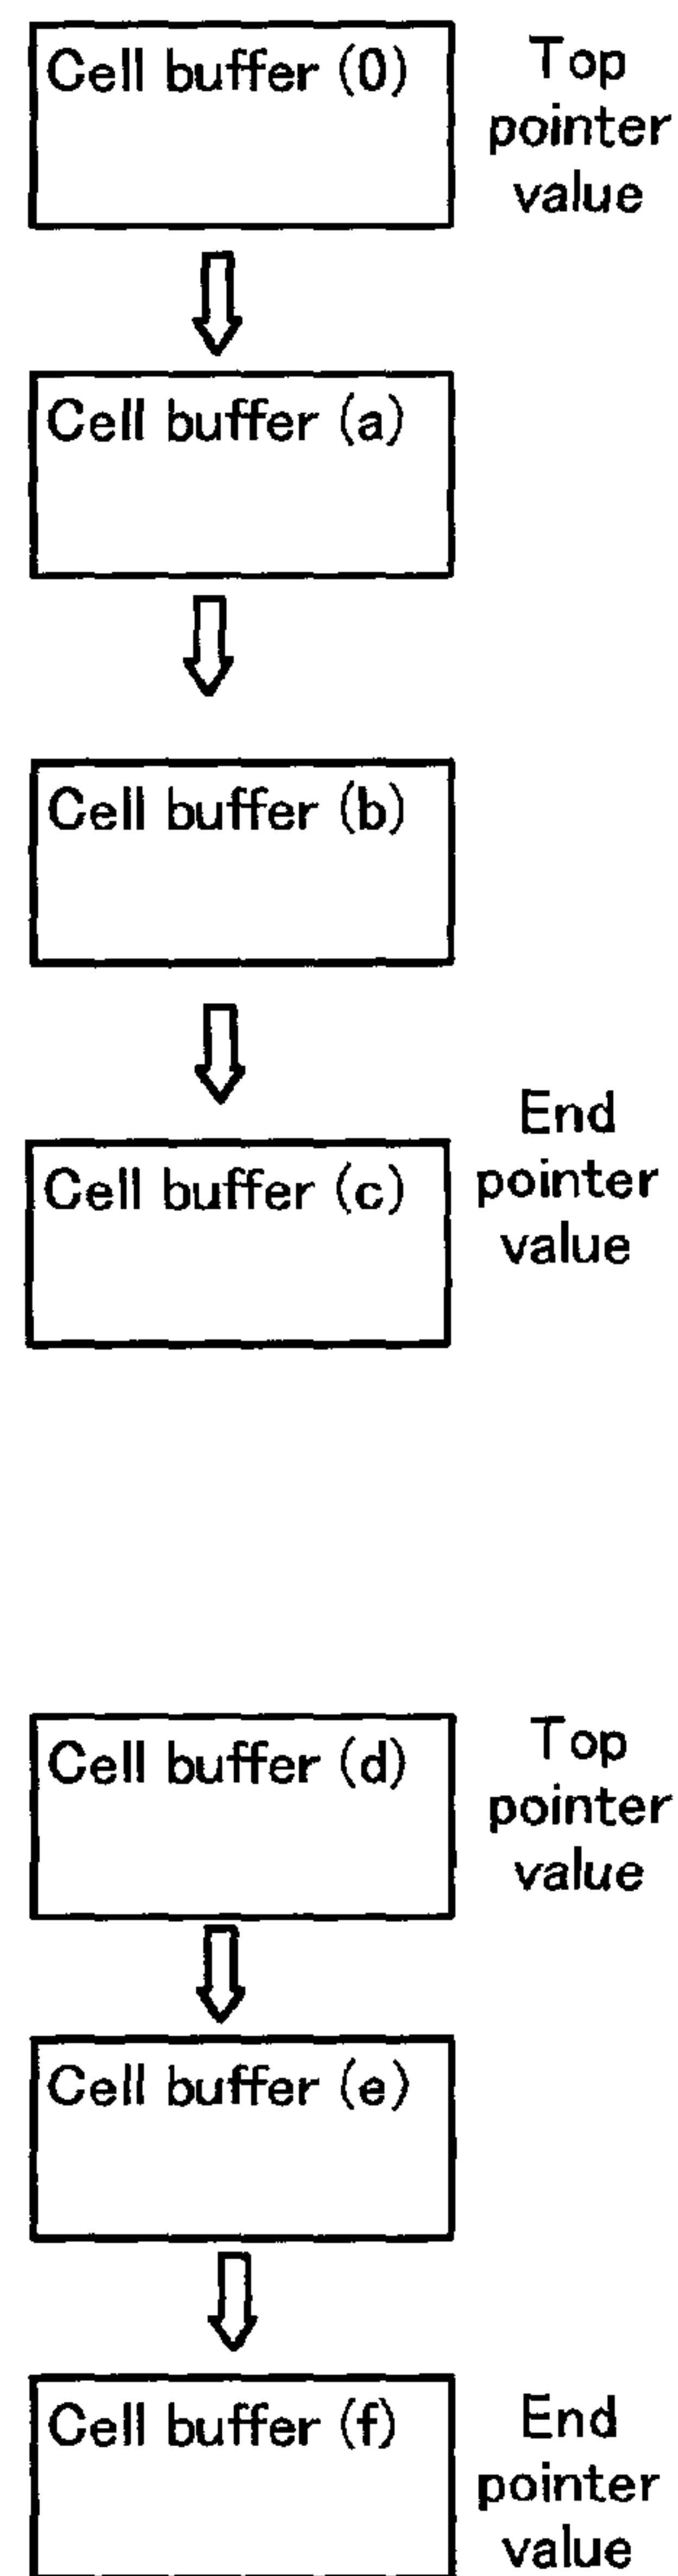 Cell buffer (0)
Top
pointer
value
Cell buffer (a)
Cell buffer (b)
Cell buffer (c)
End
pointer
value
Cell buffer (d)
Top
pointer
value
Cell buffer (e)
Cell buffer (f)
End
pointer
value